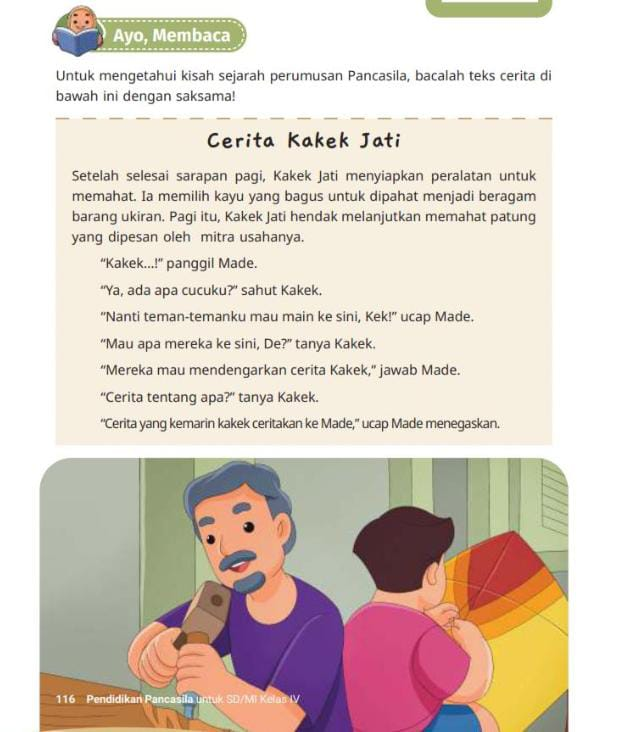 Ayo, Membaca
Untuk mengetahui kisah sejarah perumusan Pancasila, bacalah teks cerita di
bawah ini dengan saksama!
Cerita Kakek Jati
Setelah selesai sarapan pagi, Kakek Jati menyiapkan peralatan untuk
memahat. Ia memilih kayu yang bagus untuk dipahat menjadi beragam
barang ukiran. Pagi itu, Kakek Jati hendak melanjutkan memahat patung
yang dipesan oleh mitra usahanya.
“Kakek...!” panggil Made.
“Ya, ada apa cucuku?” sahut Kakek.
“Nanti teman-temanku mau main ke sini, Kek!” ucap Made.
“Mau apa mereka ke sini, De?” tanya Kakek.
“Mereka mau mendengarkan cerita Kakek,” jawab Made.
“Cerita tentang apa?” tanya Kakek.
“Cerita yang kemarin kakek ceritakan ke Made,” ucap Made menegaskan.
116 Pendidikan Pancasila untuk SD/MI Kelas IV